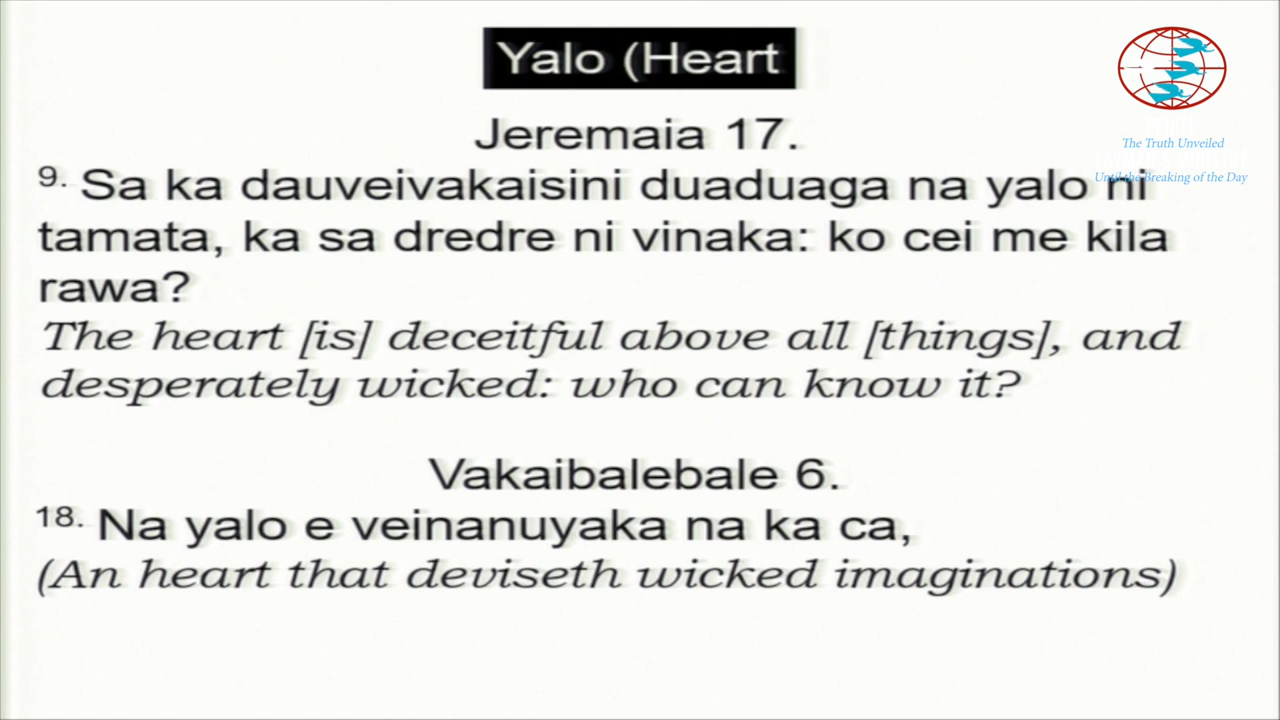 Yalo (Heart
The Truth Unveiled
Until the Breaking of the Day
Jeremaia 17.
9. Sa ka dauveivakaisini duaduaga na yalo ni
tamata, ka sa dredre ni vinaka: ko cei me kila
rawa?
The heart [is] deceitful above all [things], and
desperately wicked: who can know it?
Vakaibalebale 6.
18. Na yalo e veinanuyaka na ka ca,
(An heart that deviseth wicked imaginations)